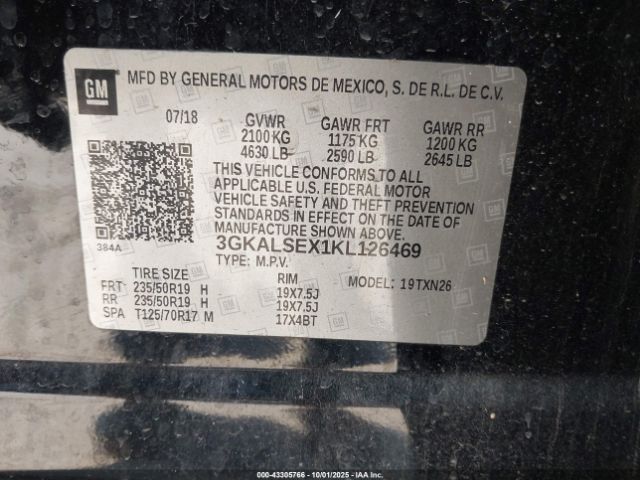 GM MFD BY GENERAL MOTORS DE MEXICO, S. DE R.L. DE C.V.
07/18 GVWR GAWR FRT GAWR RR
2100 KG 1175 KG 1200 KG
4630 LB 2590 LB 2645 LB
THIS VEHICLE CONFORMS TO ALL
APPLICABLE U.S. FEDERAL MOTOR
VEHICLE SAFETY AND THEFT PREVENTION
STANDARDS IN EFFECT ON THE DATE OF
MANUFACTURE SHOWN ABOVE.
384A 3GKALSEX1KL126469
TYPE: M.P.V.
TIRE SIZE RIM MODEL: 19TXN26
FRT 235/50R19 H 19X7.5J
RR 235/50R19 H 19X7.5J
SPA T125/70R17 M 17X4BT
000-43305766 - 10/01/2025 - IAAI.COM